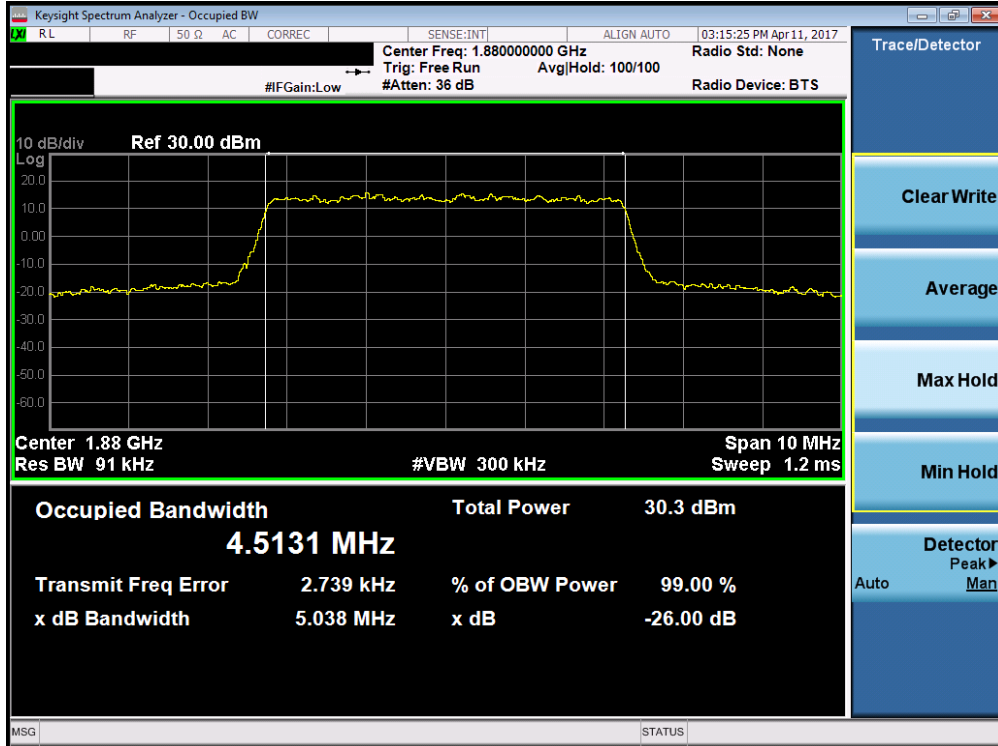 Keysight Spectrum Analyzer - Occupied BW
LXI RL RF 50 Ω AC CORREC SENSE:INT ALIGN AUTO 03:15:25 PM Apr 11, 2017
Center Freq: 1.880000000 GHz Radio Std: None
Trig: Free Run Avg|Hold: 100/100
#IFGain:Low #Atten: 36 dB Radio Device: BTS
10 dB/div Ref 30.00 dBm
Log
20.0
10.0
0.00
-10.0
-20.0
-30.0
-40.0
-50.0
-60.0
Center 1.88 GHz Span 10 MHz
Res BW 91 kHz #VBW 300 kHz Sweep 1.2 ms
Occupied Bandwidth Total Power 30.3 dBm
4.5131 MHz
Transmit Freq Error 2.739 kHz % of OBW Power 99.00 %
x dB Bandwidth 5.038 MHz x dB -26.00 dB
MSG STATUS
Trace/Detector
Clear Write
Average
Max Hold
Min Hold
Detector
Peak▶
Auto Man